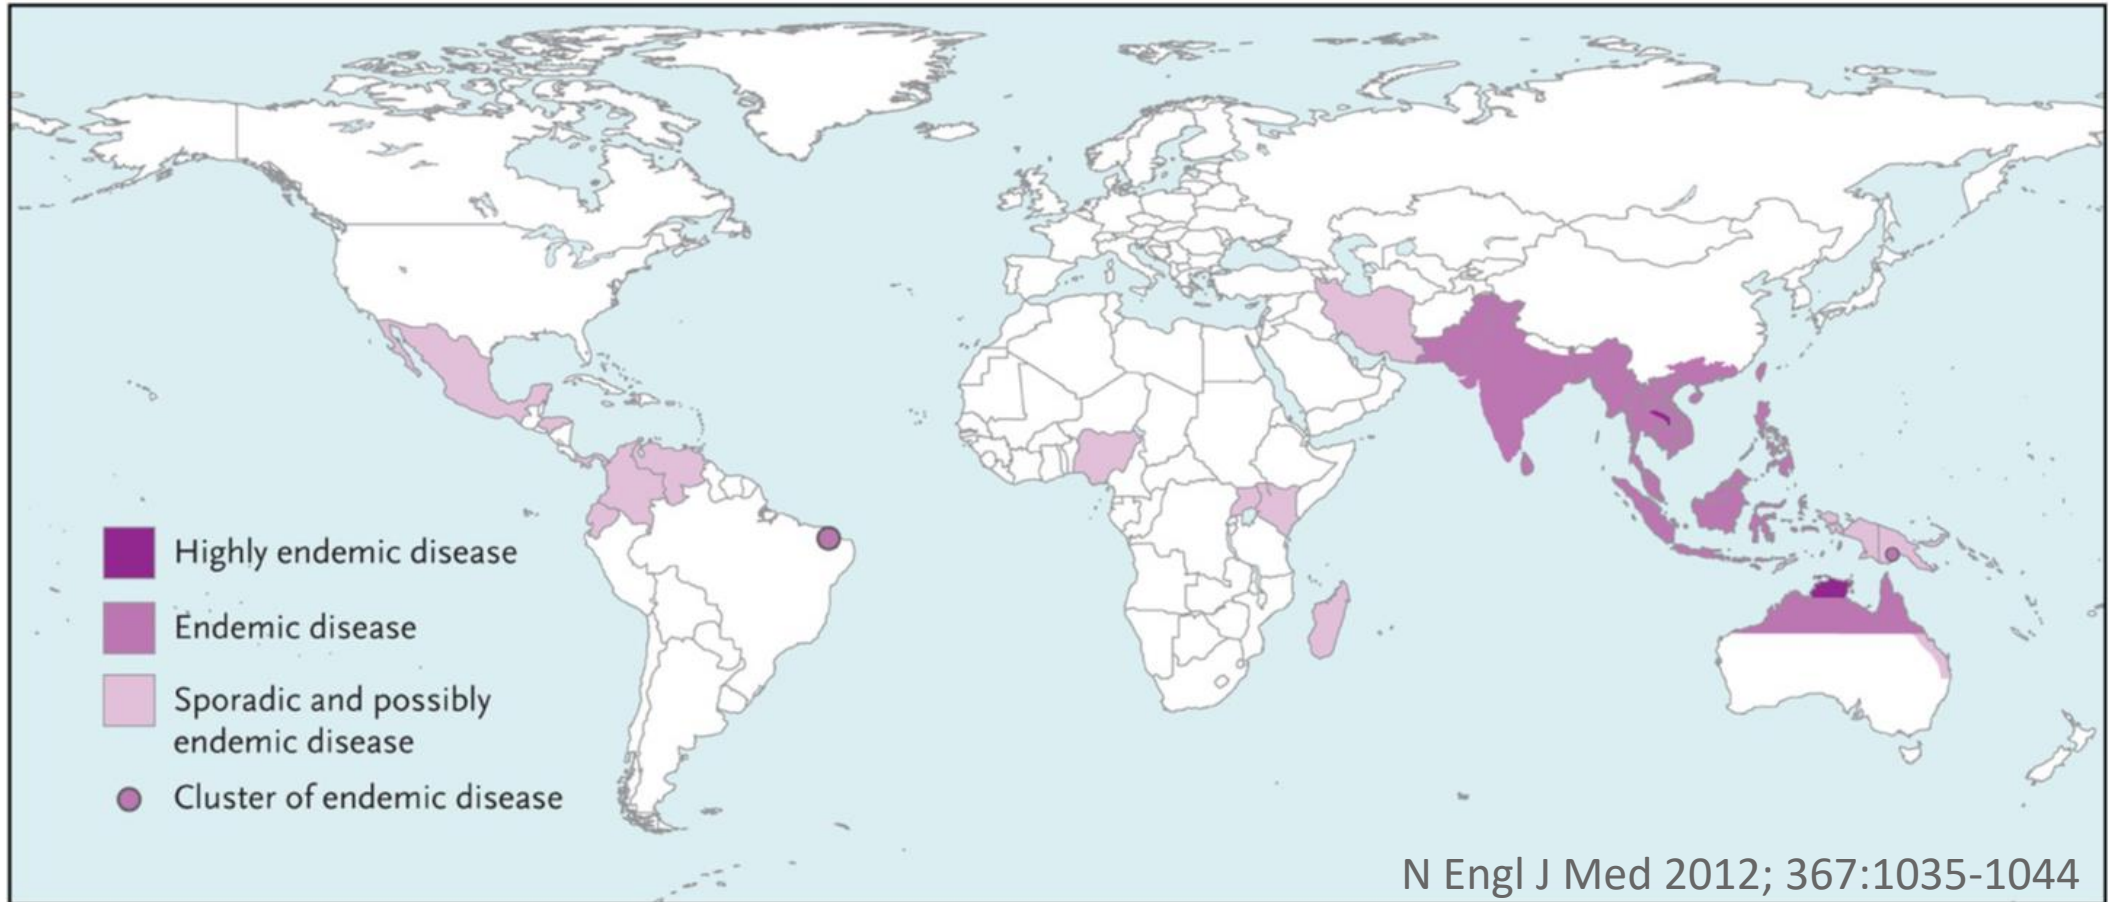 Highly endemic disease
Endemic disease
Sporadic and possibly
endemic disease
Cluster of endemic disease
N Engl J Med 2012; 367:1035-1044